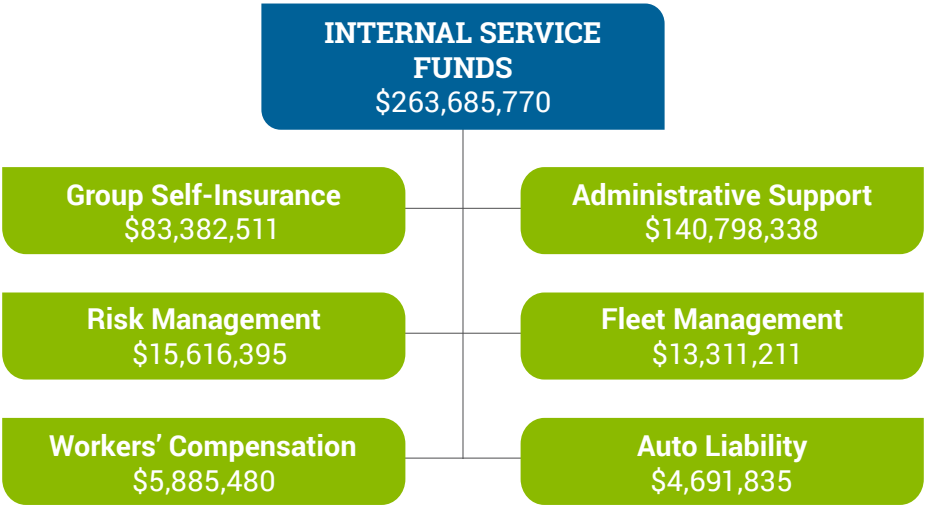 INTERNAL SERVICE
FUNDS
$263,685,770
Group Self-Insurance
$83,382,511
Administrative Support
$140,798,338
Risk Management
$15,616,395
Fleet Management
$13,311,211
Workers’ Compensation
$5,885,480
Auto Liability
$4,691,835